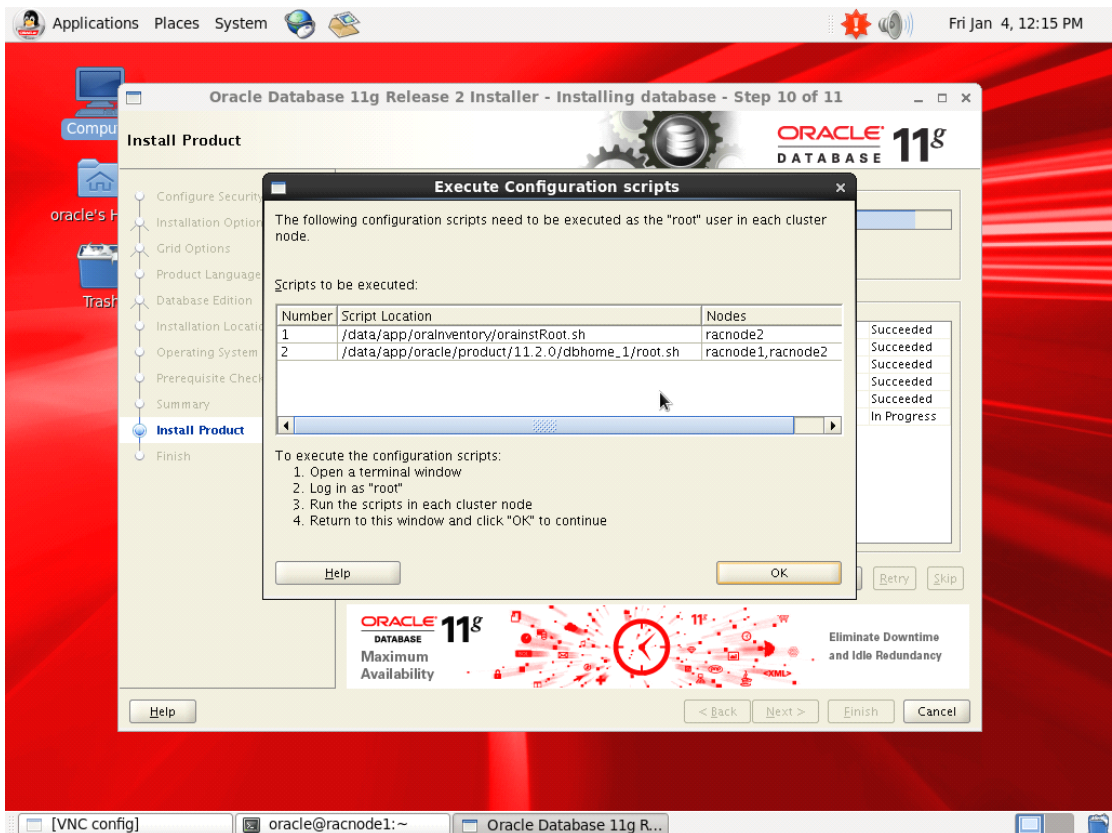 Applications Places System
Fri Jan 4, 12:15 PM
Oracle Database 11g Release 2 Installer - Installing database - Step 10 of 11
Install Product
ORACLE
DATABASE 11g
Configure Security
Installation Option
Grid Options
Product Language
Database Edition
Installation Locatio
Operating System
Prerequisite Check
Summary
Install Product
Finish
Compu
oracle's H
Trash
Execute Configuration scripts
The following configuration scripts need to be executed as the "root" user in each cluster
node.
Scripts to be executed:
Number Script Location Nodes
1 /data/app/oraInventory/orainstRoot.sh racnode2
2 /data/app/oracle/product/11.2.0/dbhome_1/root.sh racnode1,racnode2
To execute the configuration scripts:
1. Open a terminal window
2. Log in as "root"
3. Run the scripts in each cluster node
4. Return to this window and click "OK" to continue
Help OK
Succeeded
Succeeded
Succeeded
Succeeded
Succeeded
In Progress
Retry Skip
ORACLE
DATABASE 11g
Maximum
Availability
11g
XML
Eliminate Downtime
and Idle Redundancy
Help < Back Next > Finish Cancel
[VNC config] oracle@racnode1:~ Oracle Database 11g R...